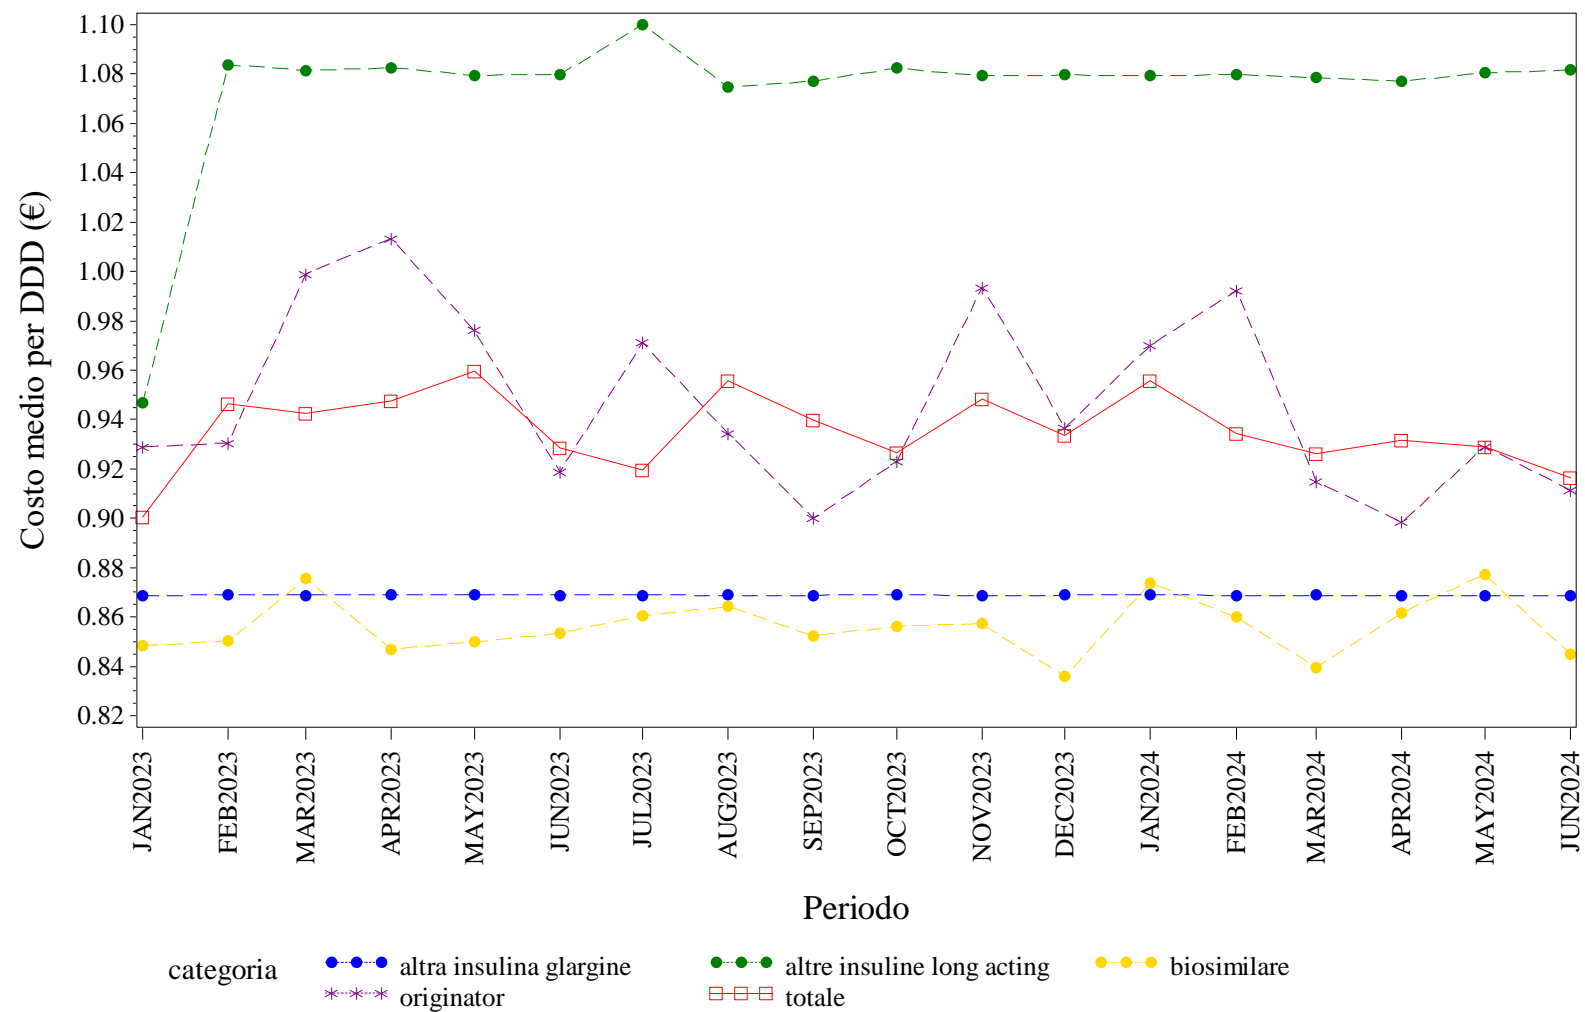 Costo medio per DDD (€)
1.10
1.08
1.06
1.04
1.02
1.00
0.98
0.96
0.94
0.92
0.90
0.88
0.86
0.84
0.82
JAN2023
FEB2023
MAR2023
APR2023
MAY2023
JUN2023
JUL2023
AUG2023
SEP2023
OCT2023
NOV2023
DEC2023
JAN2024
FEB2024
MAR2024
APR2024
MAY2024
JUN2024
Periodo
categoria
altra insulina glargine
altre insuline long acting
biosimilare
originator
totale